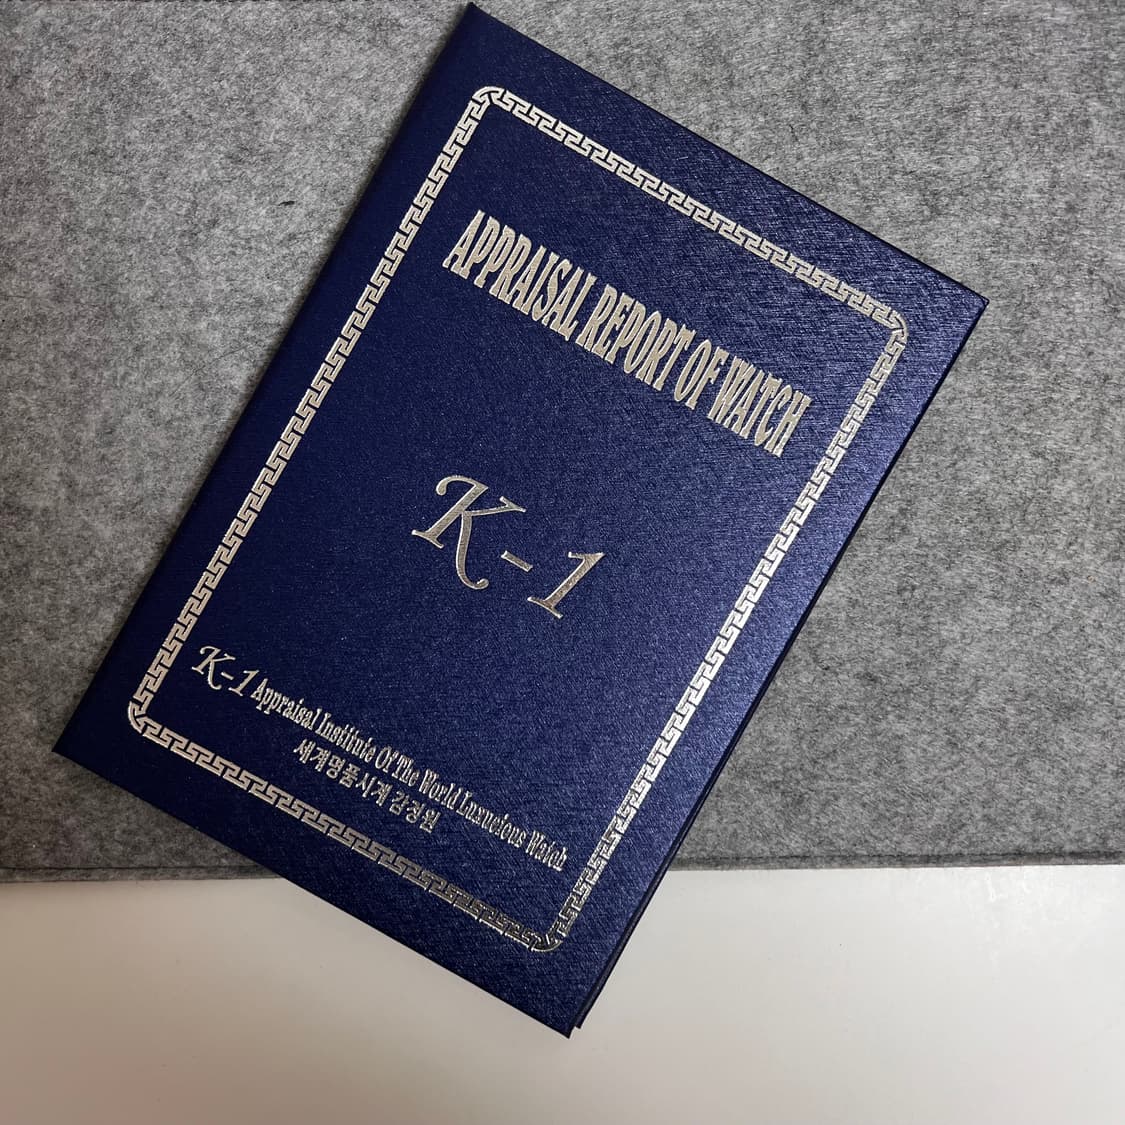 APPRAISAL REPORT OF WATCH
K-1
K-1 Appraisal Institute Of The World Luxucious Watch
세계명품시계 감정원